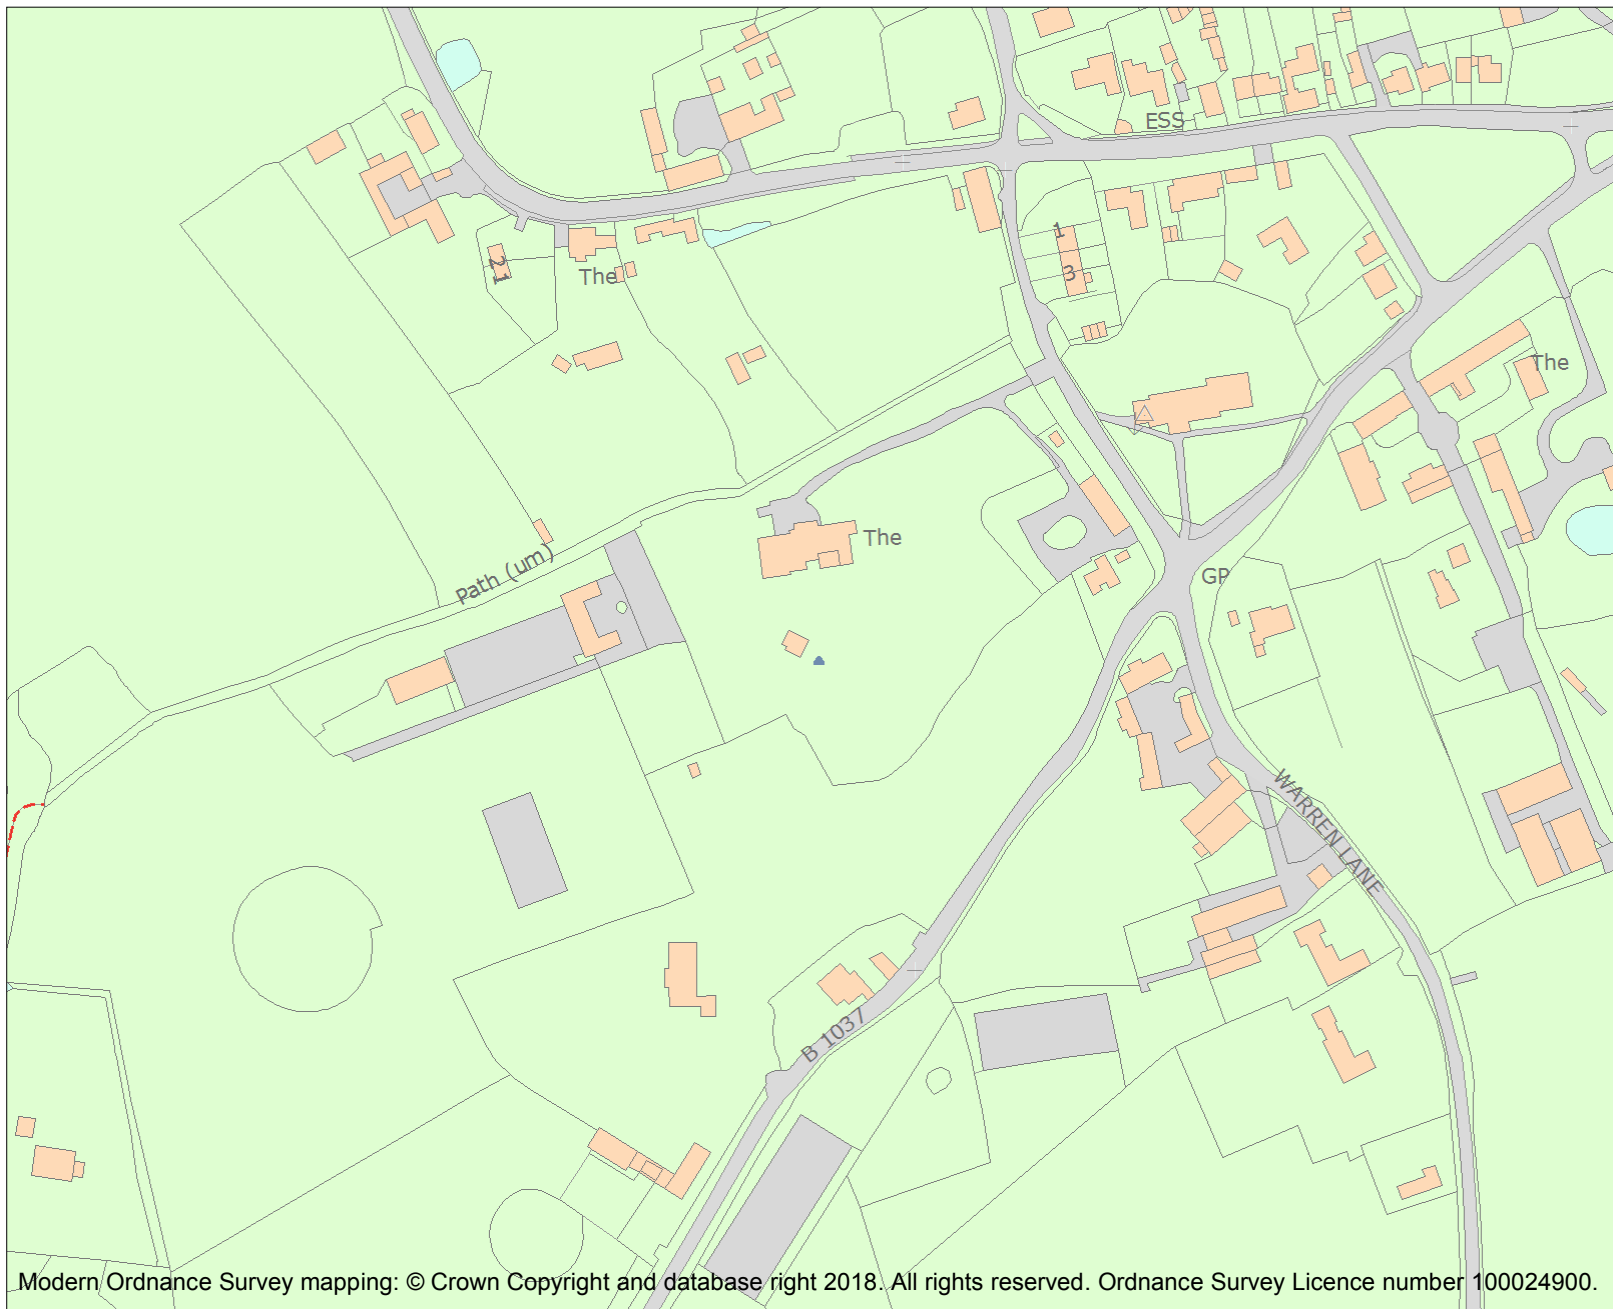 ESS
1
3
21
The
The
The
Path (um)
GP
WARREN LANE
B 1037
Modern Ordnance Survey mapping: © Crown Copyright and database right 2018. All rights reserved. Ordnance Survey Licence number 100024900.